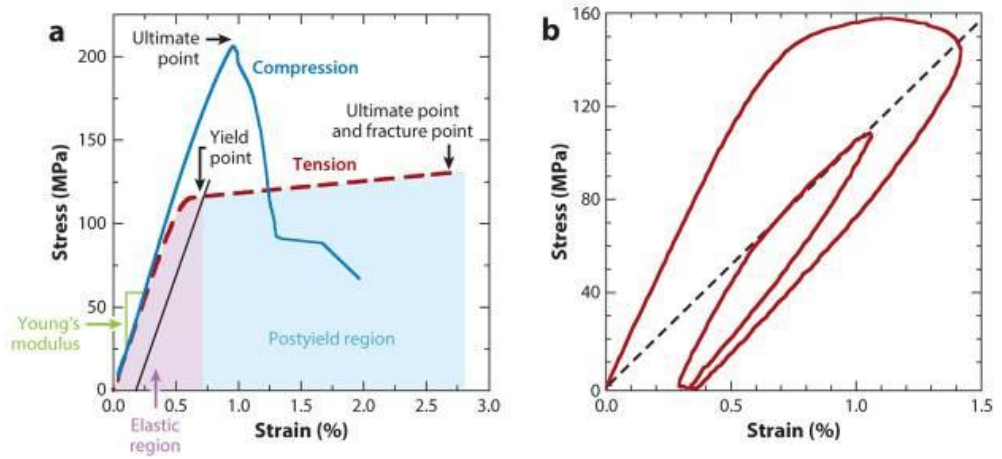 a
Ultimate
point
Compression
Ultimate point
and fracture point
Yield
point
Tension
Stress (MPa)
200
150
100
50
0
Young's
modulus
Postyield region
0.0
0.5
1.0
1.5
2.0
2.5
3.0
Elastic
region
Strain (%)
b
Stress (MPa)
160
120
80
40
0
0.0
0.5
1.0
1.5
Strain (%)